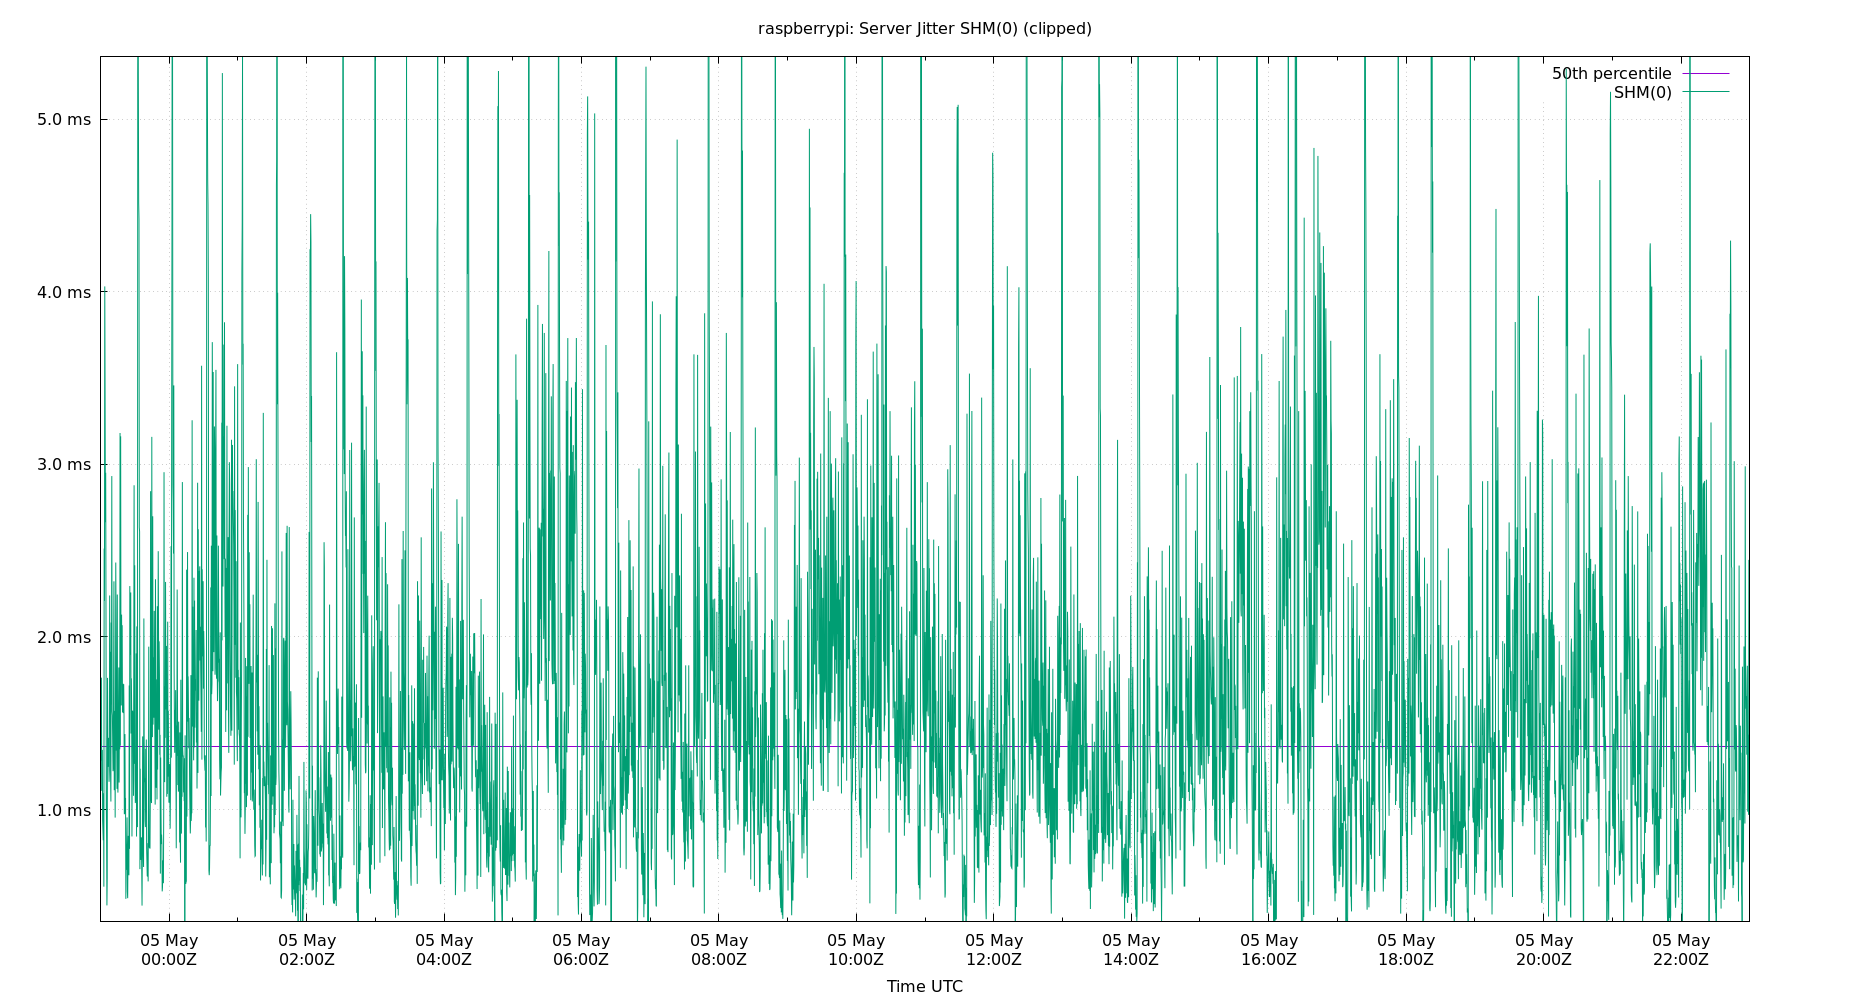 raspberrypi: Server Jitter SHM(0) (clipped)
50th percentile
SHM(0)
5.0 ms
4.0 ms
3.0 ms
2.0 ms
1.0 ms
05 May 05 May 05 May 05 May 05 May 05 May 05 May 05 May 05 May 05 May 05 May 05 May
00:00Z 02:00Z 04:00Z 06:00Z 08:00Z 10:00Z 12:00Z 14:00Z 16:00Z 18:00Z 20:00Z 22:00Z
Time UTC